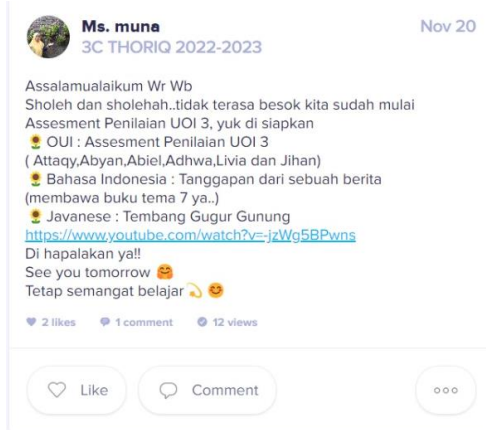 Ms. muna
Nov 20
3C THORIQ 2022-2023
Assalamualaikum Wr Wb
Sholeh dan sholehah..tidak terasa besok kita sudah mulai
Assesment Penilaian UOI 3, yuk di siapkan
🌻 OUI : Assesment Penilaian UOI 3
( Attaqy,Abyan,Abiel,Adhwa,Livia dan Jihan)
🌻 Bahasa Indonesia : Tanggapan dari sebuah berita
(membawa buku tema 7 ya..)
🌻 Javanese : Tembang Gugur Gunung
https://www.youtube.com/watch?v=-jzWg5BPwns
Di hapalakan ya!!
See you tomorrow 🤗
Tetap semangat belajar 💫 😊
2 likes 1 comment 12 views
Like Comment